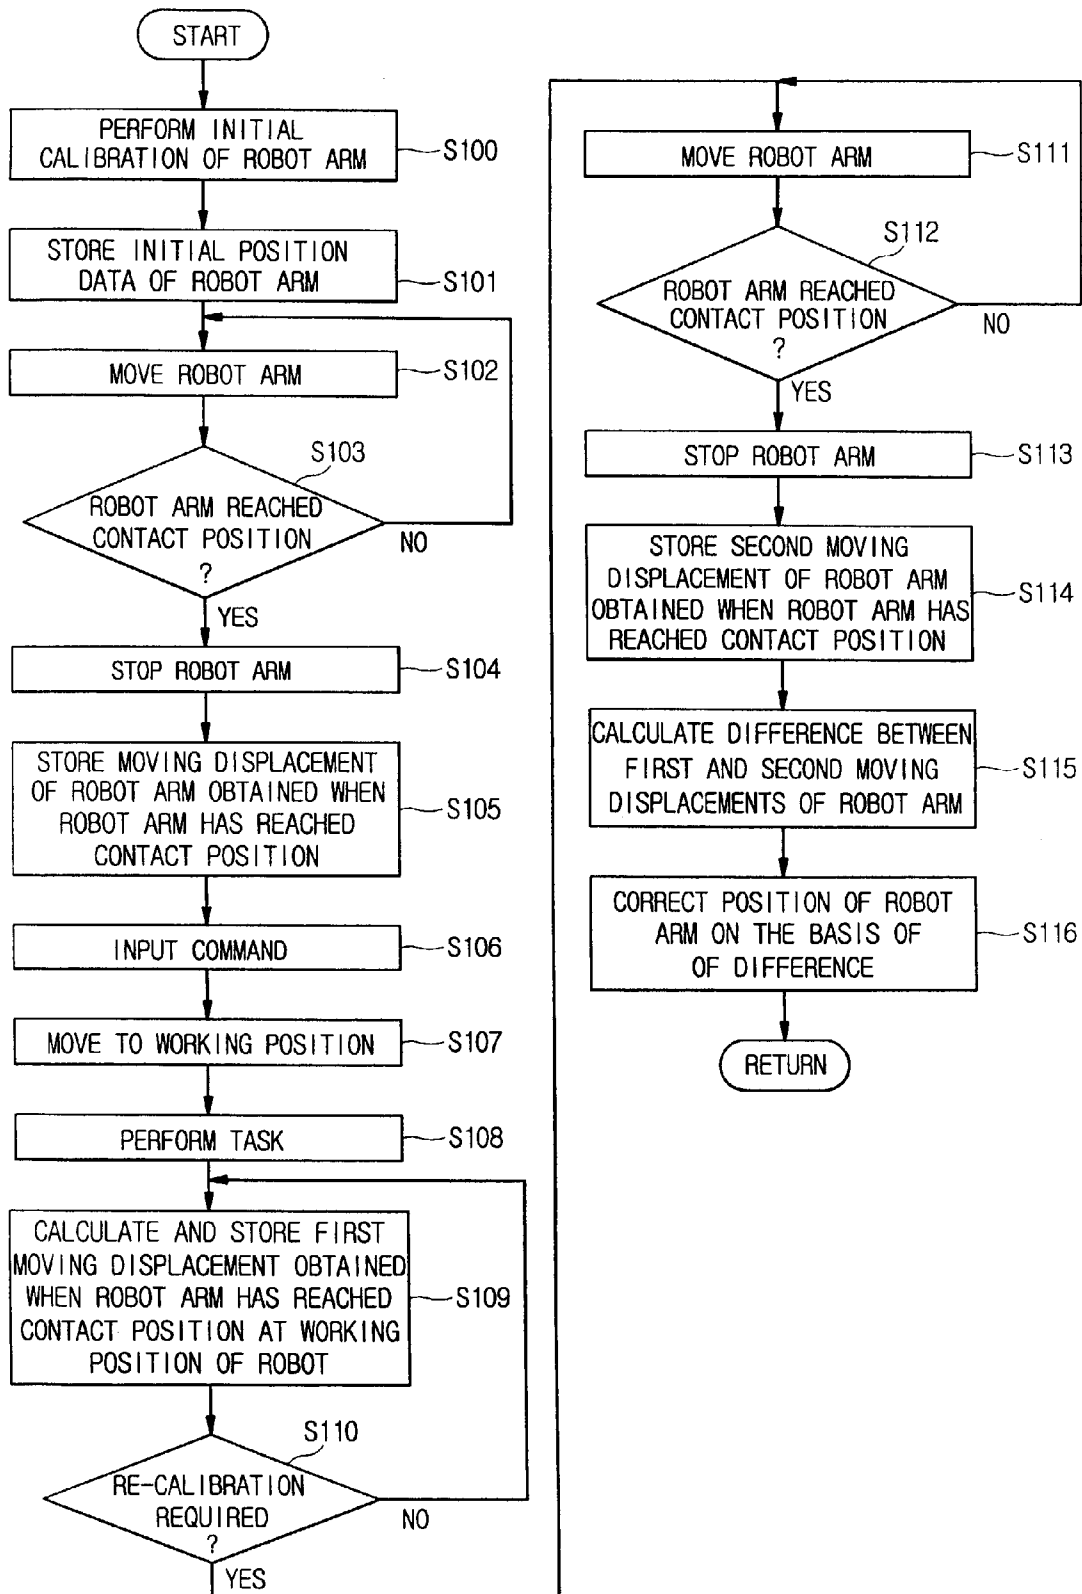 START
PERFORM INITIAL
CALIBRATION OF ROBOT ARM
S100
STORE INITIAL POSITION
DATA OF ROBOT ARM
S101
MOVE ROBOT ARM
S102
S103
ROBOT ARM REACHED
CONTACT POSITION
?
NO
YES
STOP ROBOT ARM
S104
STORE MOVING DISPLACEMENT
OF ROBOT ARM OBTAINED WHEN
ROBOT ARM HAS REACHED
CONTACT POSITION
S105
INPUT COMMAND
S106
MOVE TO WORKING POSITION
S107
PERFORM TASK
S108
CALCULATE AND STORE FIRST
MOVING DISPLACEMENT OBTAINED
WHEN ROBOT ARM HAS REACHED
CONTACT POSITION AT WORKING
POSITION OF ROBOT
S109
S110
RE-CALIBRATION
REQUIRED
?
NO
YES
MOVE ROBOT ARM
S111
S112
ROBOT ARM REACHED
CONTACT POSITION
?
NO
YES
STOP ROBOT ARM
S113
STORE SECOND MOVING
DISPLACEMENT OF ROBOT ARM
OBTAINED WHEN ROBOT ARM HAS
REACHED CONTACT POSITION
S114
CALCULATE DIFFERENCE BETWEEN
FIRST AND SECOND MOVING
DISPLACEMENTS OF ROBOT ARM
S115
CORRECT POSITION OF ROBOT
ARM ON THE BASIS OF
OF DIFFERENCE
S116
RETURN